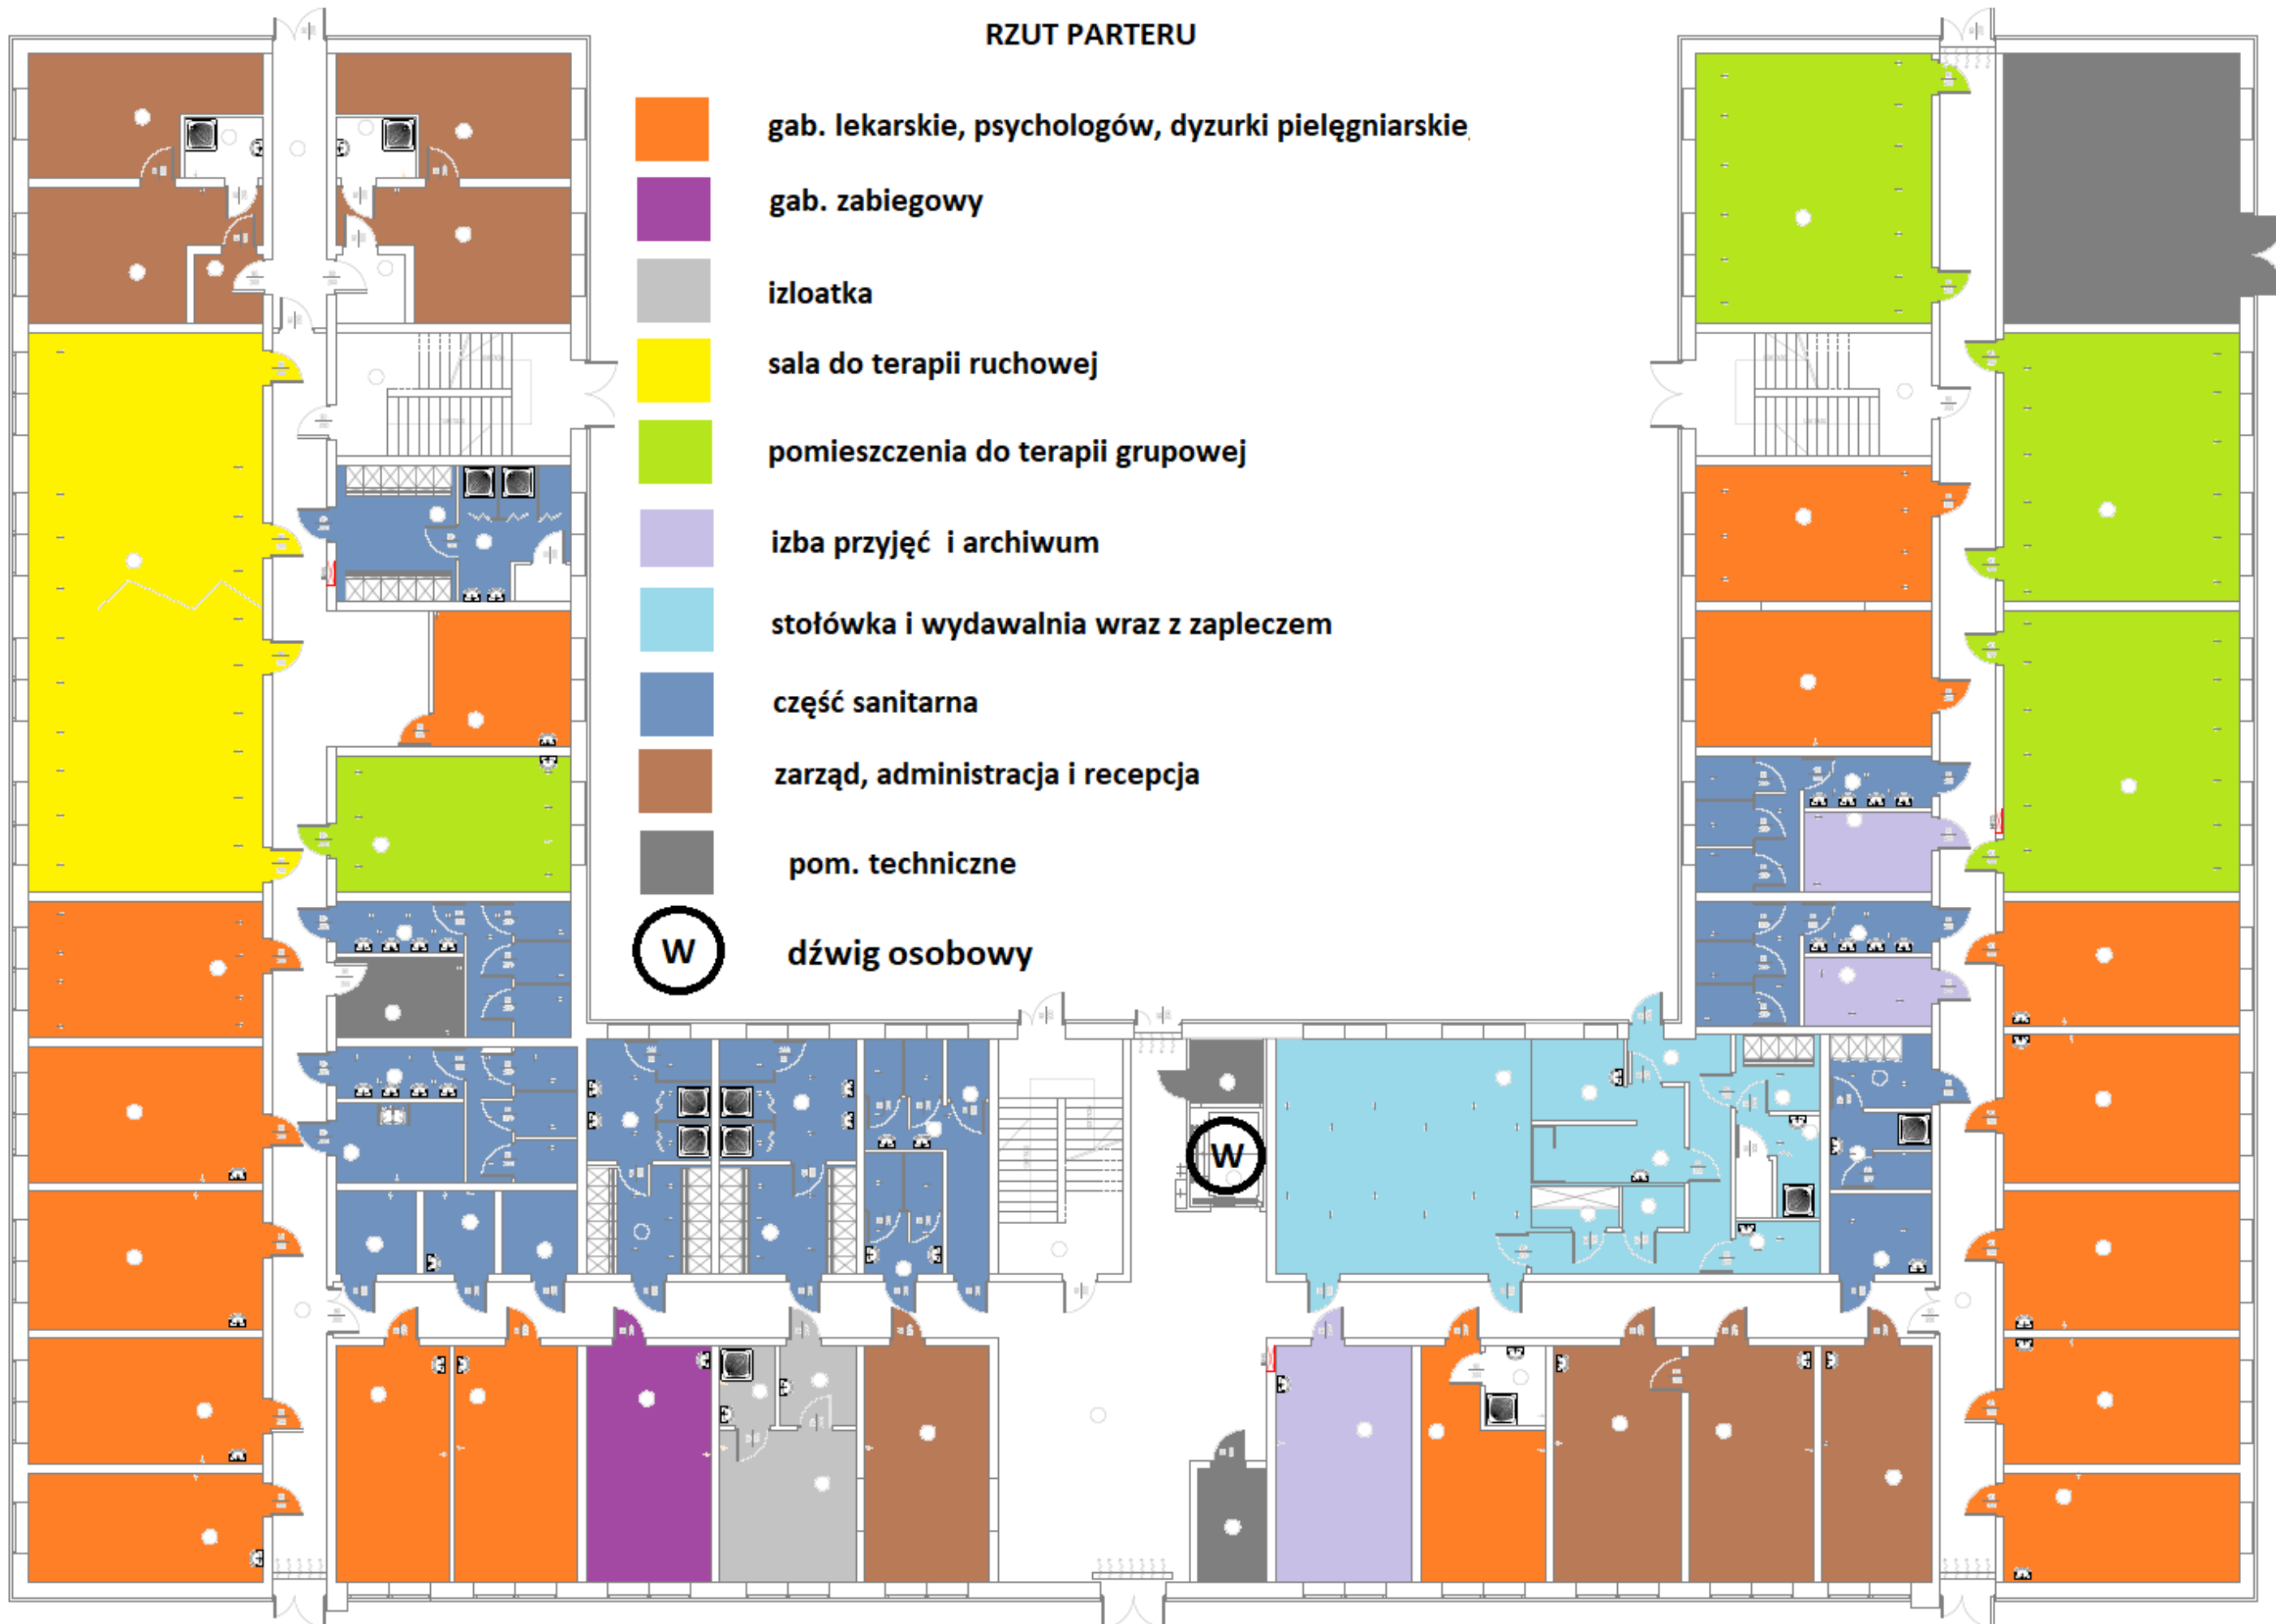 RZUT PARTERU
gab. lekarskie, psychologów, dyzurki pielęgniarskie
gab. zabiegowy
izloatka
sala do terapii ruchowej
pomieszczenia do terapii grupowej
izba przyjęć i archiwum
stołówka i wydawalnia wraz z zapleczem
część sanitarna
zarząd, administracja i recepcja
pom. techniczne
W dźwig osobowy
W